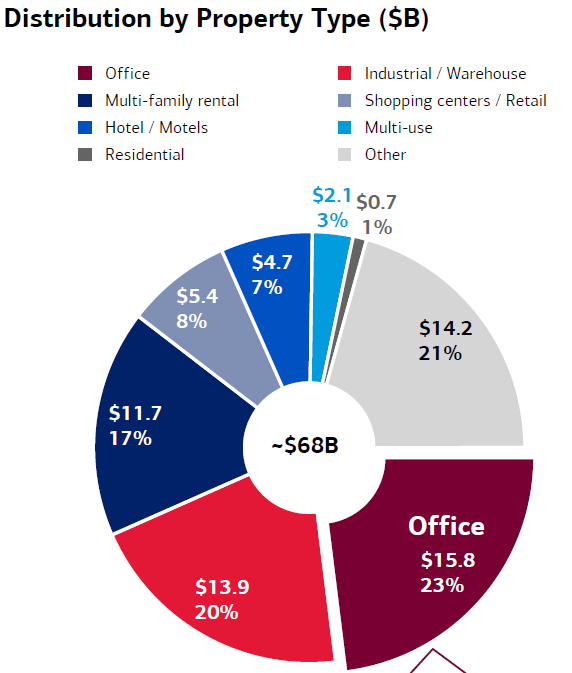 Distribution by Property Type ($B)
Office
Industrial / Warehouse
Multi-family rental
Shopping centers / Retail
Hotel / Motels
Multi-use
Residential
Other
$2.1
3%
$0.7
1%
$4.7
7%
$5.4
8%
$14.2
21%
$11.7
17%
~$68B
Office
$15.8
23%
$13.9
20%